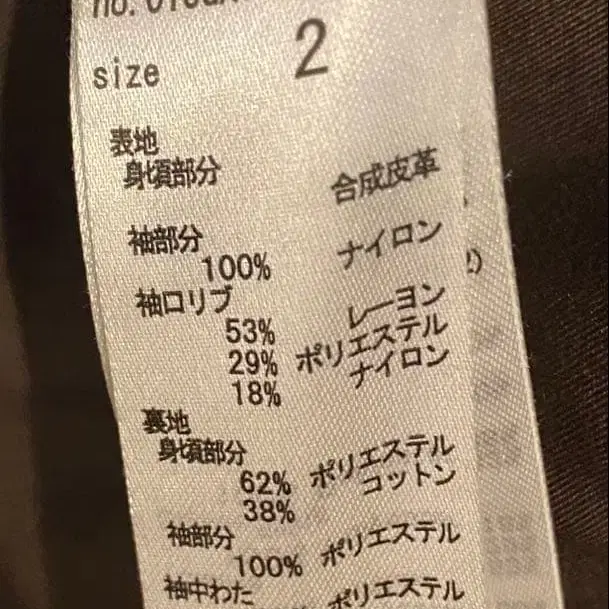 size 2
表地
身頃部分
合成皮革
袖部分
100% ナイロン
袖口リブ
53% レーヨン
29% ポリエステル
18% ナイロン
裏地
身頃部分
62% ポリエステル
38% コットン
袖部分
100% ポリエステル
袖中わた
ポリエステル